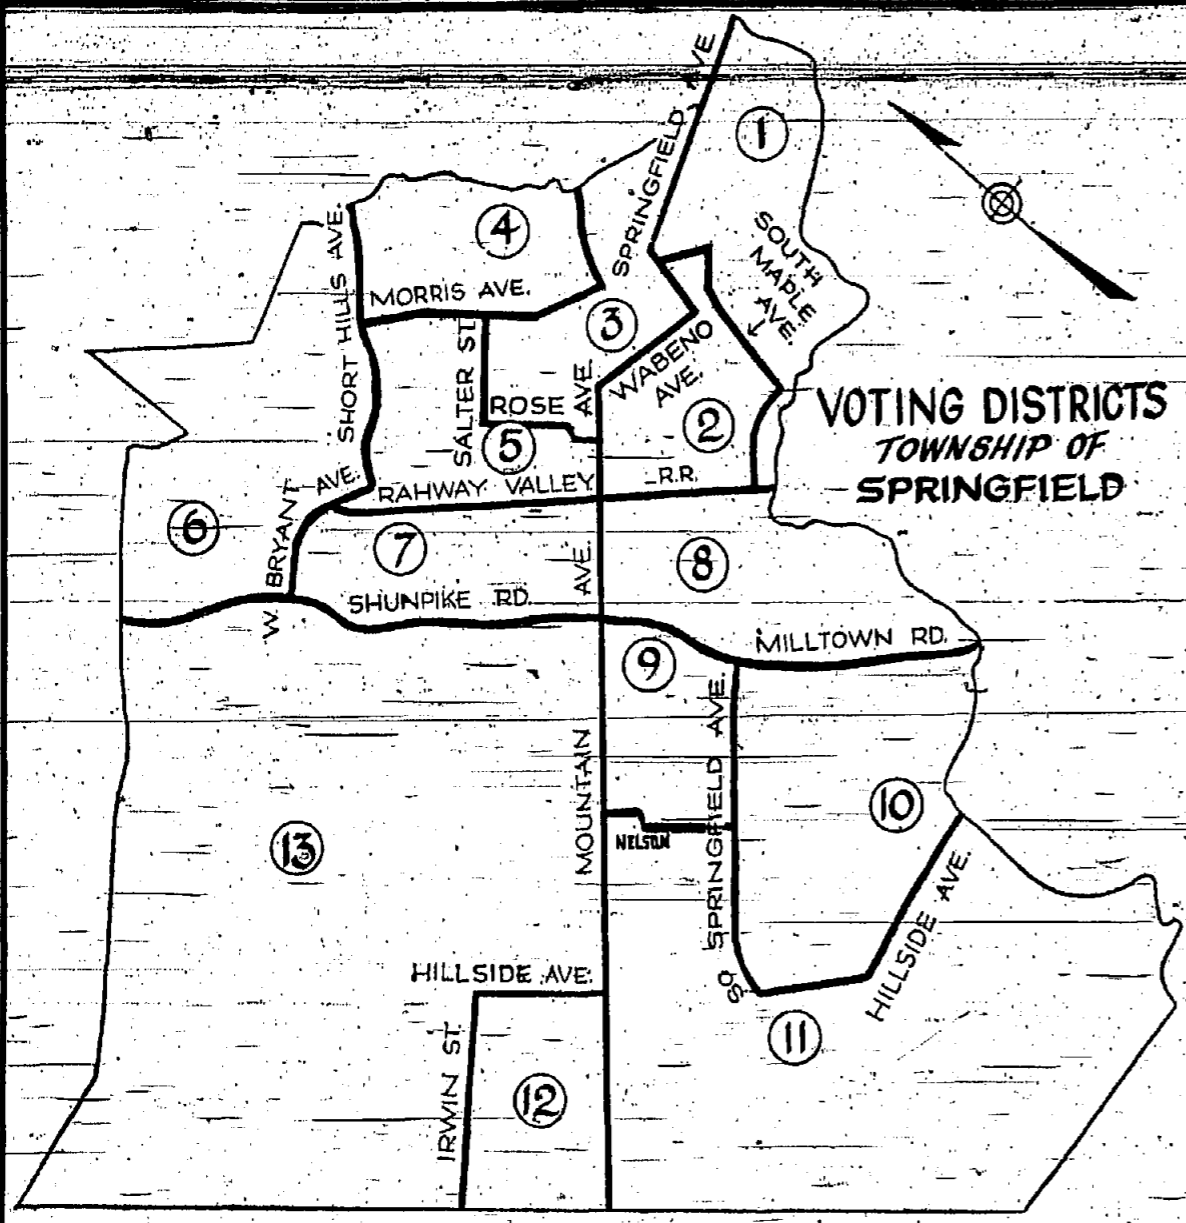 SPRINGFIELD AVE
1
SHORT HILLS AVE.
4
SOUTH
MAPLE
AVE.
MORRIS AVE.
3
SALTER ST.
WABENO
AVE.
ROSE
AVE.
2
5
VOTING DISTRICTS
TOWNSHIP OF
SPRINGFIELD
RAHWAY VALLEY R.R.
W. BRYANT AVE.
6
7
AVE.
8
SHUNPIKE RD.
MILLTOWN RD.
9
SO. SPRINGFIELD AVE.
MOUNTAIN
10
NELSON
13
HILLSIDE AVE.
HILLSIDE AVE.
11
IRWIN ST.
12